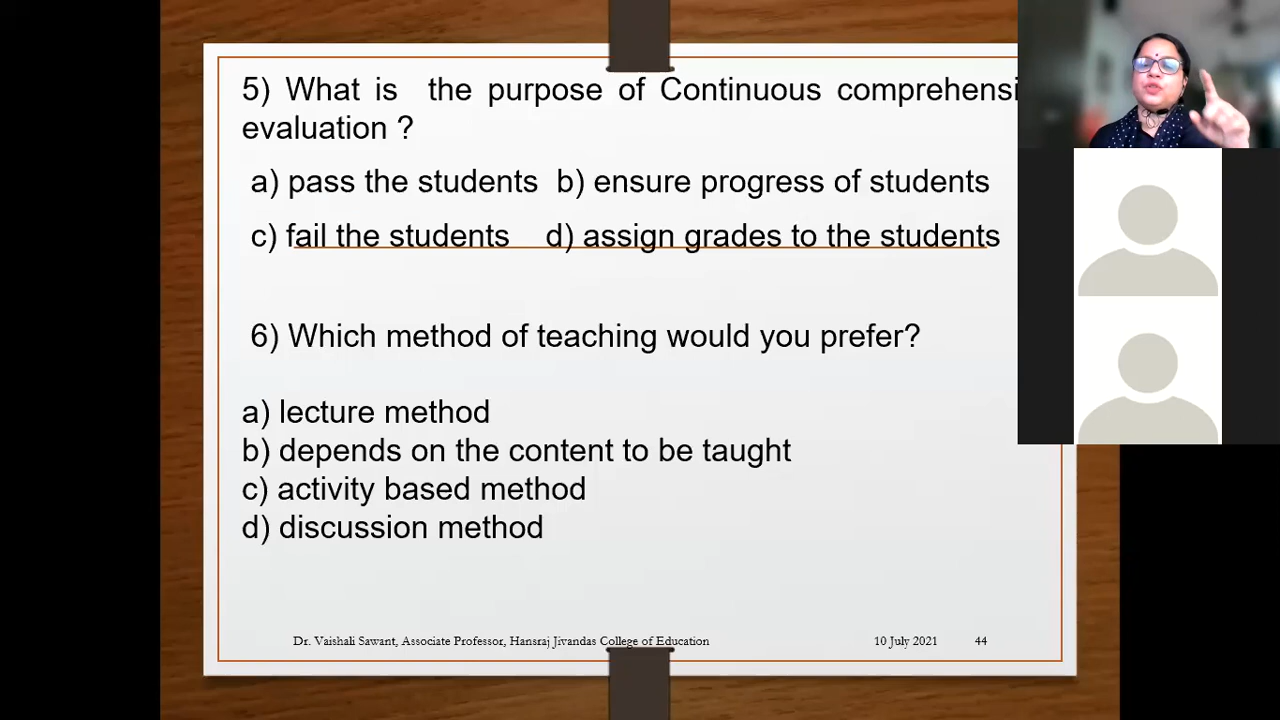 5) What is the purpose of Continuous comprehensi
evaluation ?
a) pass the students b) ensure progress of students
c) fail the students d) assign grades to the students
6) Which method of teaching would you prefer?
a) lecture method
b) depends on the content to be taught
c) activity based method
d) discussion method
Dr. Vaishali Sawant, Associate Professor, Hansraj Jivandas College of Education 10 July 2021 44